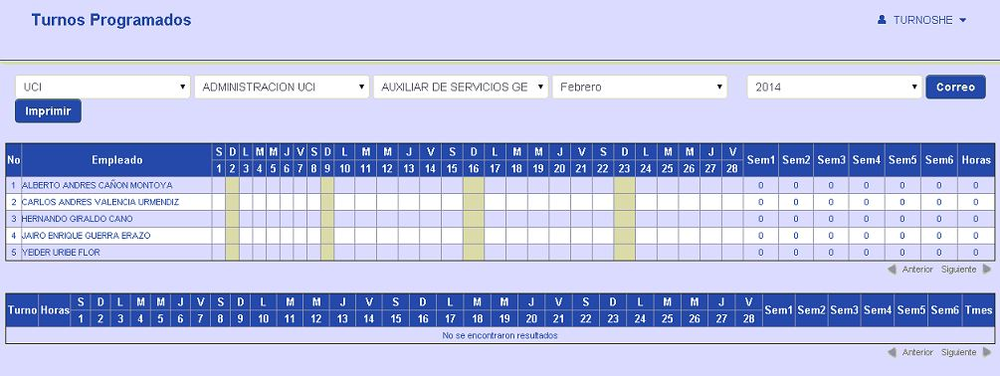 Turnos Programados
TURNOSHE
UCI ADMINISTRACION UCI AUXILIAR DE SERVICIOS GE Febrero 2014 Correo
Imprimir
No Empleado S D L M M J V S D L M M J V S D L M M J V S D L M M J V Sem1 Sem2 Sem3 Sem4 Sem5 Sem6 Horas
1 2 3 4 5 6 7 8 9 10 11 12 13 14 15 16 17 18 19 20 21 22 23 24 25 26 27 28
1 ALBERTO ANDRES CAÑON MONTOYA 0 0 0 0 0 0 0
2 CARLOS ANDRES VALENCIA URMENDIZ 0 0 0 0 0 0 0
3 HERNANDO GIRALDO CANO 0 0 0 0 0 0 0
4 JAIRO ENRIQUE GUERRA ERAZO 0 0 0 0 0 0 0
5 YEIDER URIBE FLOR 0 0 0 0 0 0 0
Anterior Siguiente
Turno Horas S D L M M J V S D L M M J V S D L M M J V S D L M M J V Sem1 Sem2 Sem3 Sem4 Sem5 Sem6 Tmes
1 2 3 4 5 6 7 8 9 10 11 12 13 14 15 16 17 18 19 20 21 22 23 24 25 26 27 28
No se encontraron resultados
Anterior Siguiente